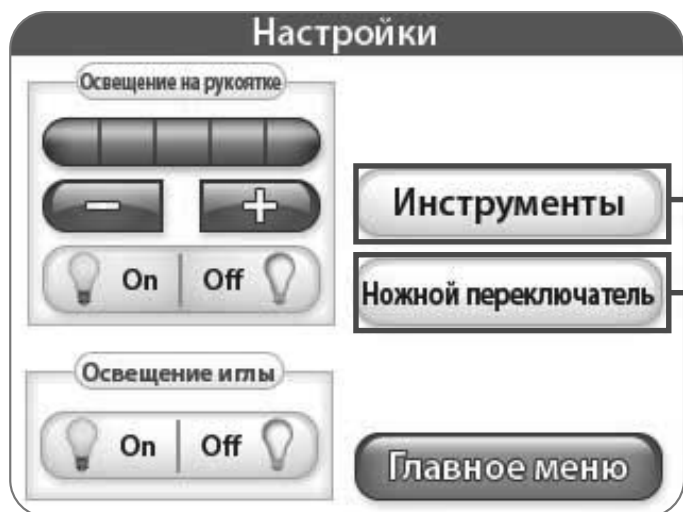 Настройки
Освещение на рукоятке
− +
On Off
Освещение иглы
On Off
Инструменты
Ножной переключатель
Главное меню